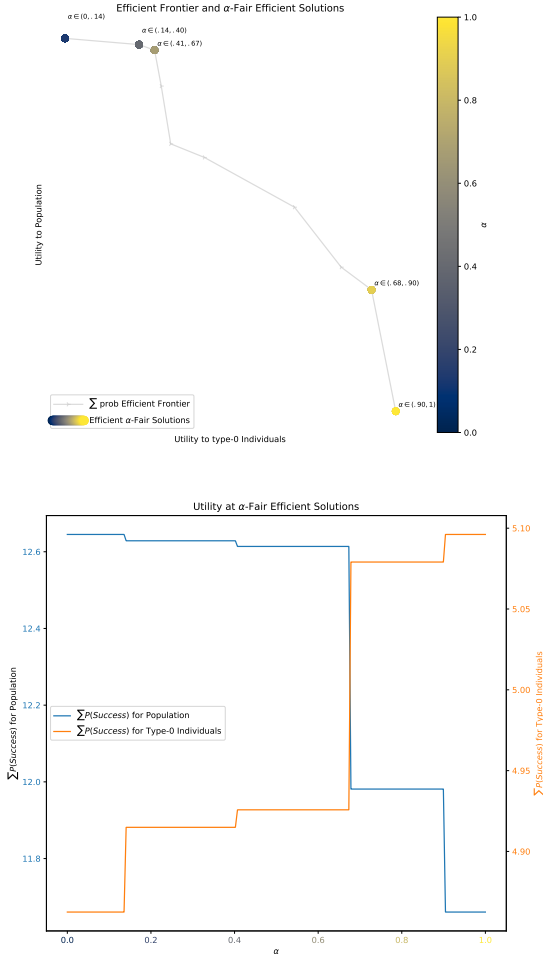 Efficient Frontier and α-Fair Efficient Solutions
α∈(0,.14)
α∈(.14,.40)
α∈(.41,.67)
α∈(.68,.90)
α∈(.90,1)
Utility to Population
∑ prob Efficient Frontier
Efficient α-Fair Solutions
Utility to type-0 Individuals
1.0
0.8
0.6
0.4
0.2
0.0
α
Utility at α-Fair Efficient Solutions
12.6
12.4
12.2
12.0
11.8
∑P(Success) for Population
∑P(Success) for Population
∑P(Success) for Type-0 Individuals
5.10
5.05
5.00
4.95
4.90
∑P(Success) for Type-0 Individuals
0.0 0.2 0.4 0.6 0.8 1.0
α